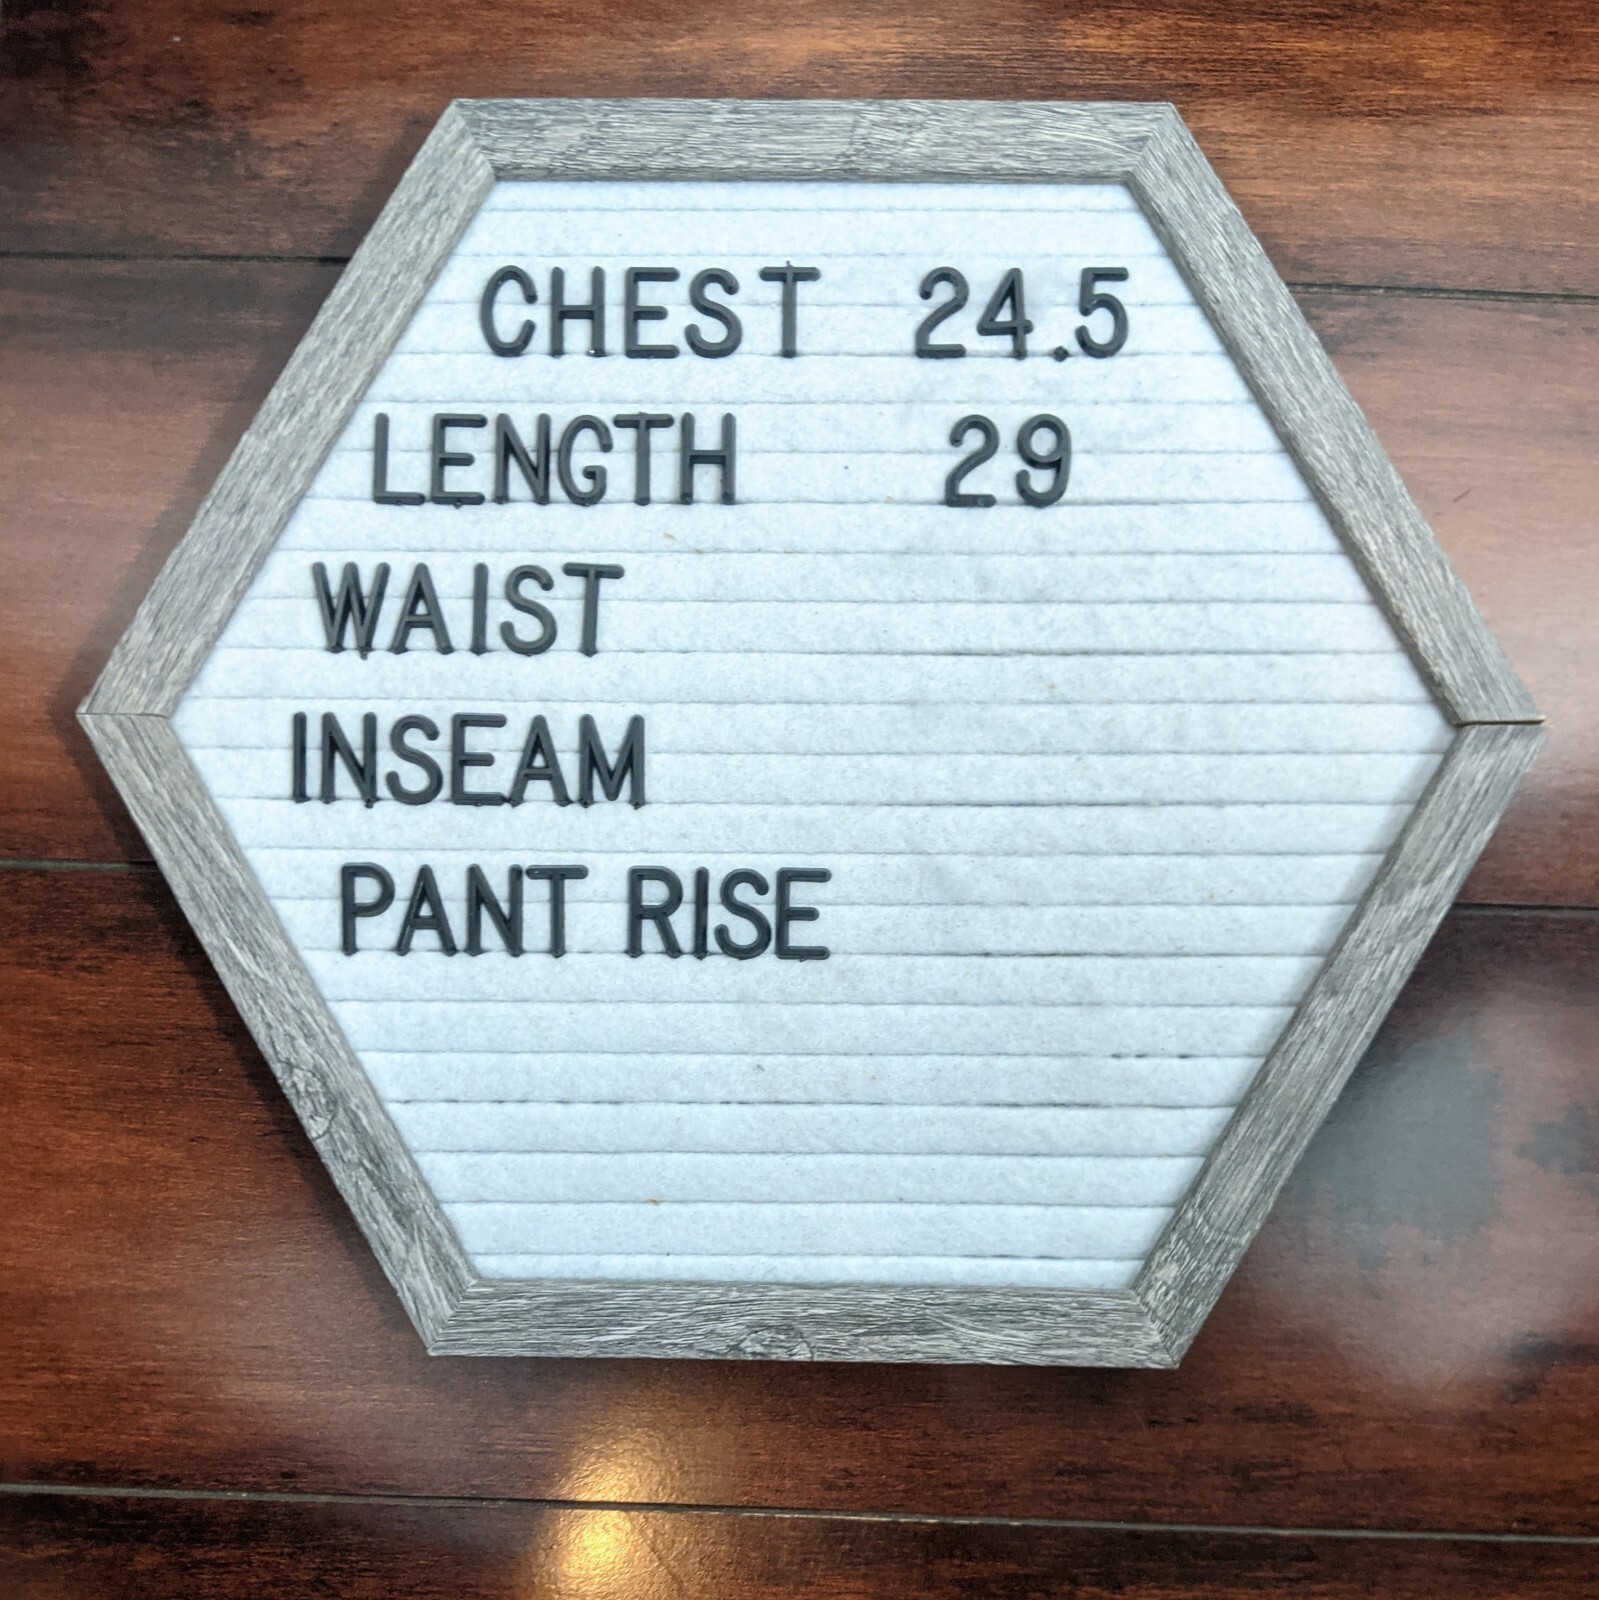 CHEST 24.5
LENGTH 29
WAIST
INSEAM
PANT RISE